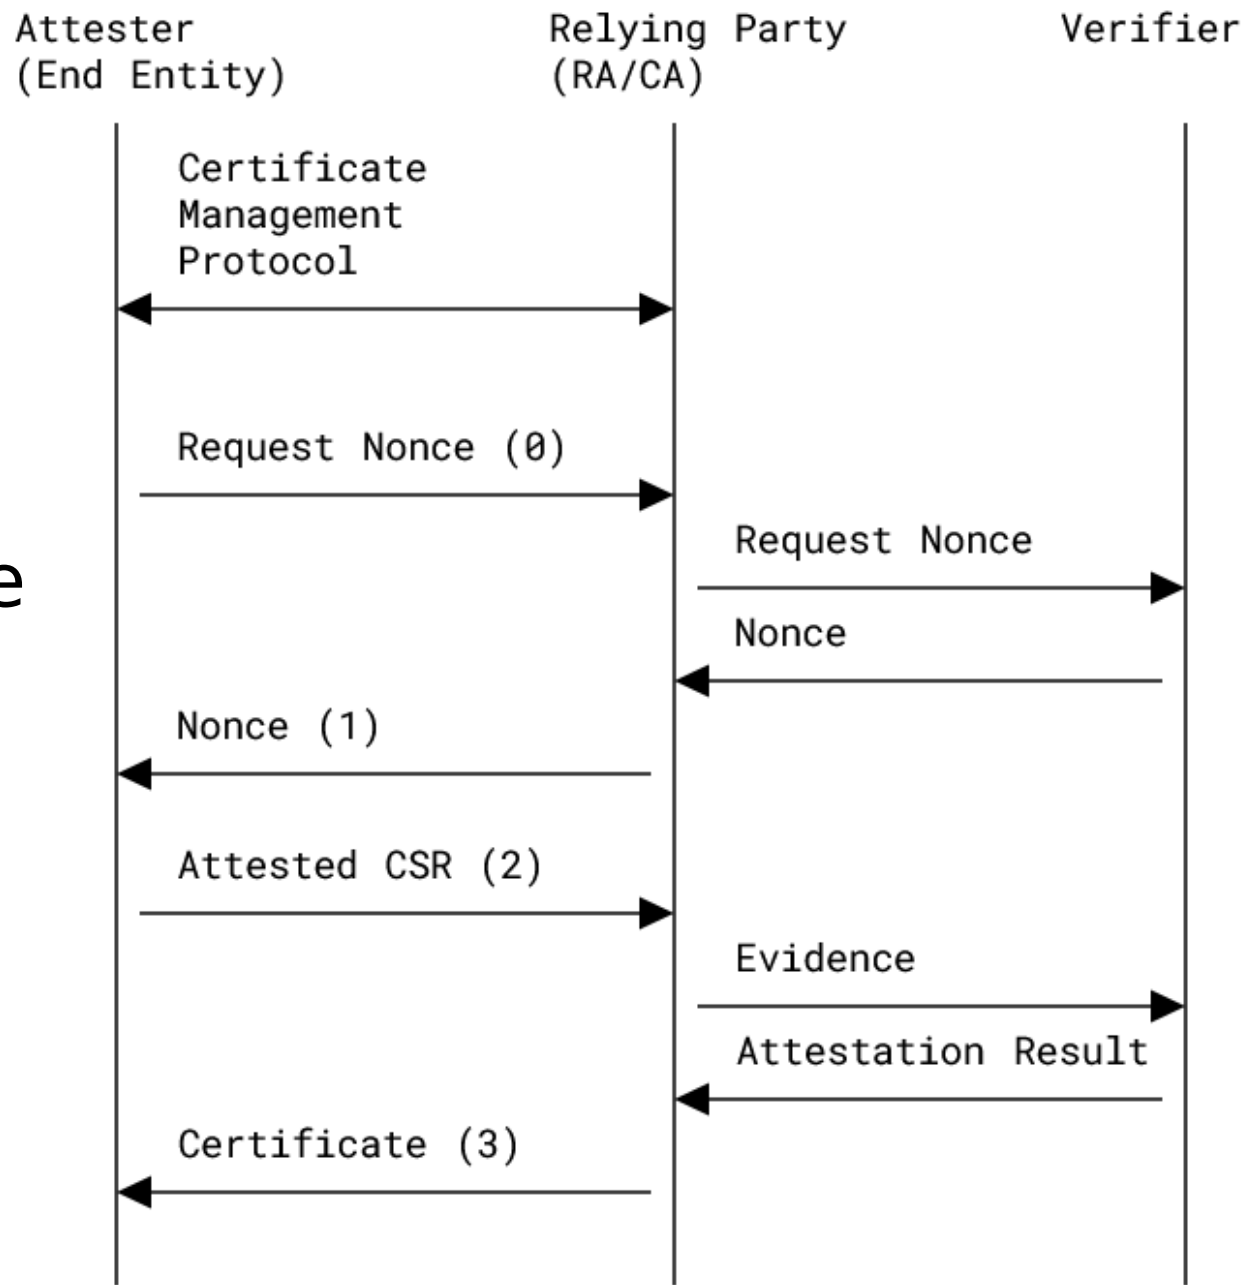 Attester
(End Entity)
Relying Party
(RA/CA)
Verifier
Certificate
Management
Protocol
Request Nonce (0)
Request Nonce
e
Nonce
Nonce (1)
Attested CSR (2)
Evidence
Attestation Result
Certificate (3)